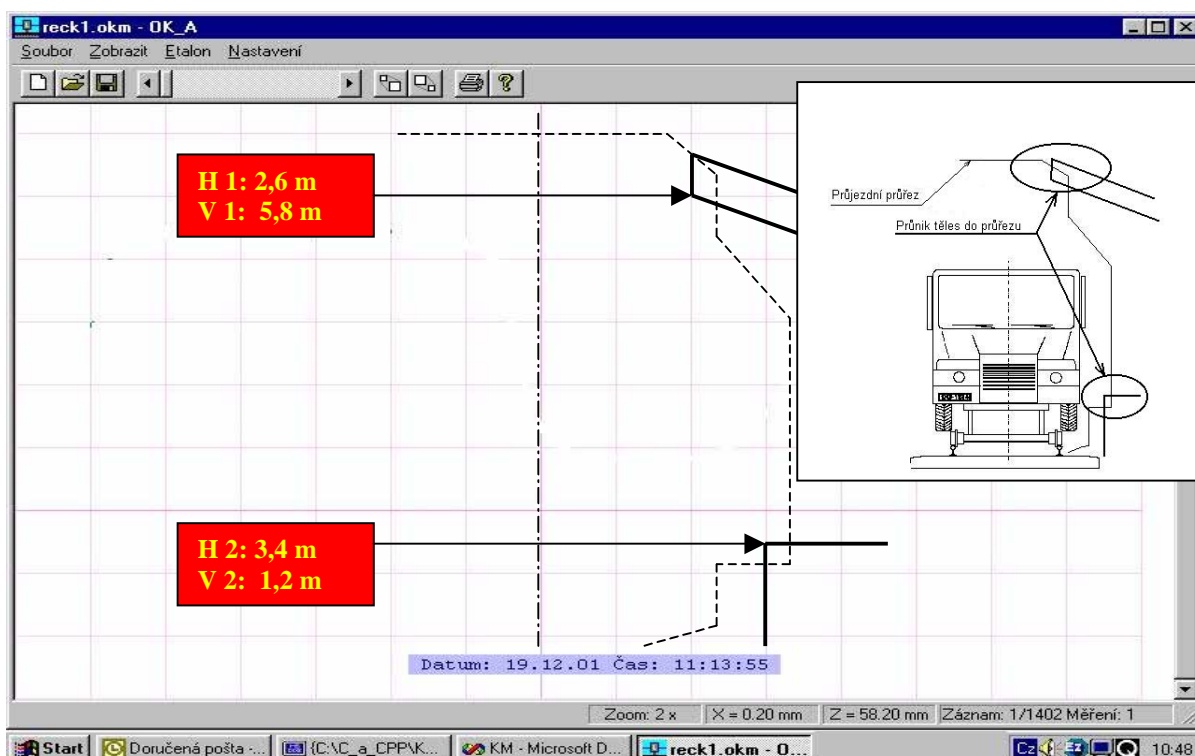 reck1.okm - OK_A
Soubor Zobrazit Etalon Nastavení
H 1: 2,6 m
V 1: 5,8 m
Průjezdní průřez
Průnik těles do průřezu
H 2: 3,4 m
V 2: 1,2 m
Datum: 19.12.01 Čas: 11:13:55
Zoom: 2 x X = 0.20 mm Z = 58.20 mm Záznam: 1/1402 Měření: 1
Start Doručená pošta -... {C:\C_a_CPP\K... KM - Microsoft D... reck1.okm - O... Cz 10:48